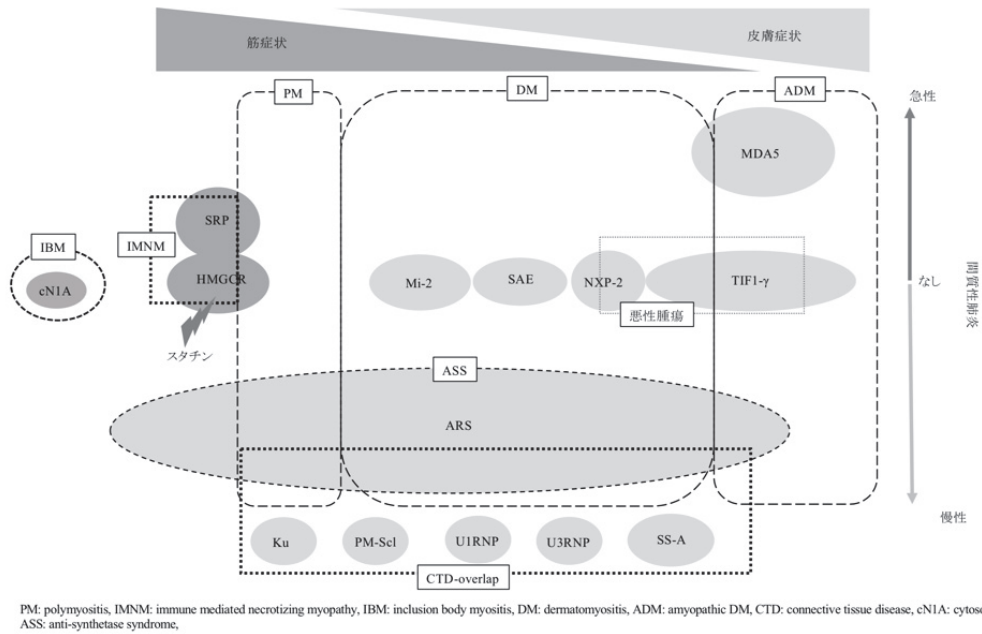 筋症状
皮膚症状
PM
DM
ADM
急性
MDA5
SRP
IBM
IMNM
cN1A
HMGCR
Mi-2
SAE
NXP-2
TIF1-γ
なし
間質性肺炎
悪性腫瘍
スタチン
ASS
ARS
慢性
Ku
PM-Scl
U1RNP
U3RNP
SS-A
CTD-overlap
PM: polymyositis, IMNM: immune mediated necrotizing myopathy, IBM: inclusion body myositis, DM: dermatomyositis, ADM: amyopathic DM, CTD: connective tissue disease, cN1A: cytoso
ASS: anti-synthetase syndrome,